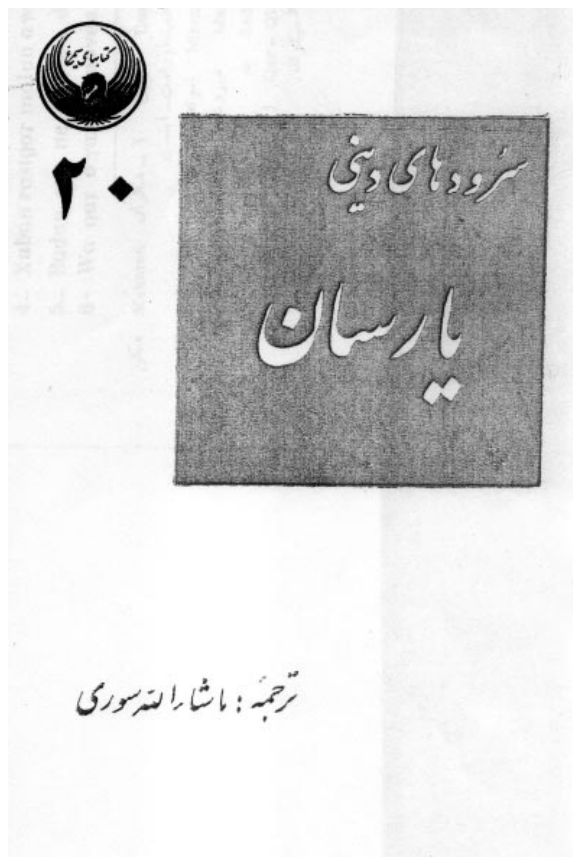 کتابهای سیمرغ
۲۰
سرودهای دینی
یارسان
ترجمهٔ : ماشاءالله سوری